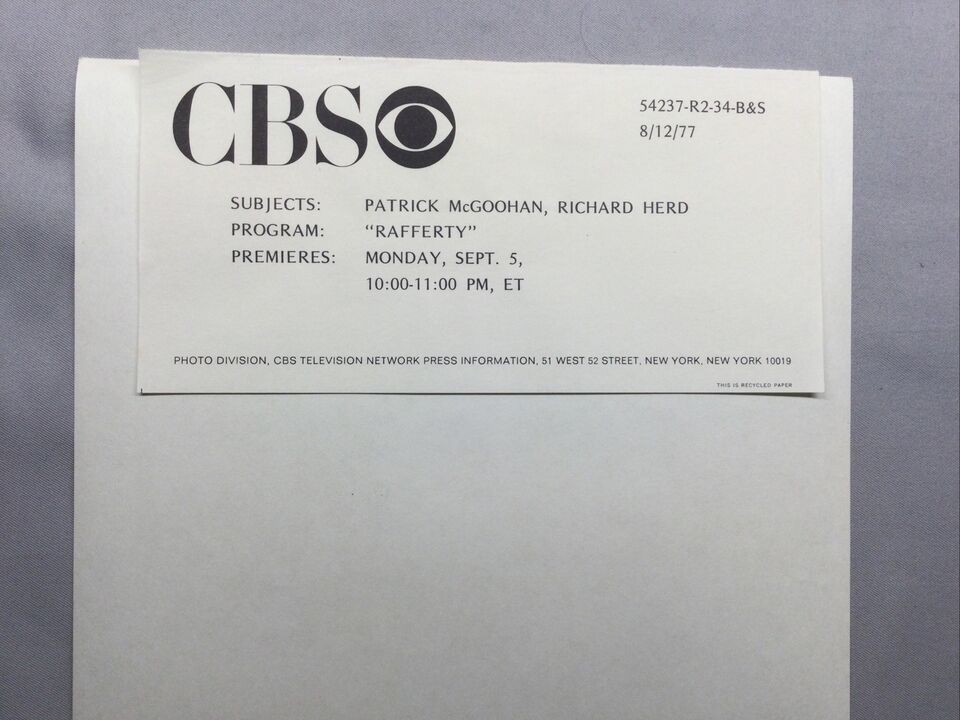 CBS
54237-R2-34-B&S
8/12/77
SUBJECTS: PATRICK McGOOHAN, RICHARD HERD
PROGRAM: “RAFFERTY”
PREMIERES: MONDAY, SEPT. 5,
10:00-11:00 PM, ET
PHOTO DIVISION, CBS TELEVISION NETWORK PRESS INFORMATION, 51 WEST 52 STREET, NEW YORK, NEW YORK 10019
THIS IS RECYCLED PAPER